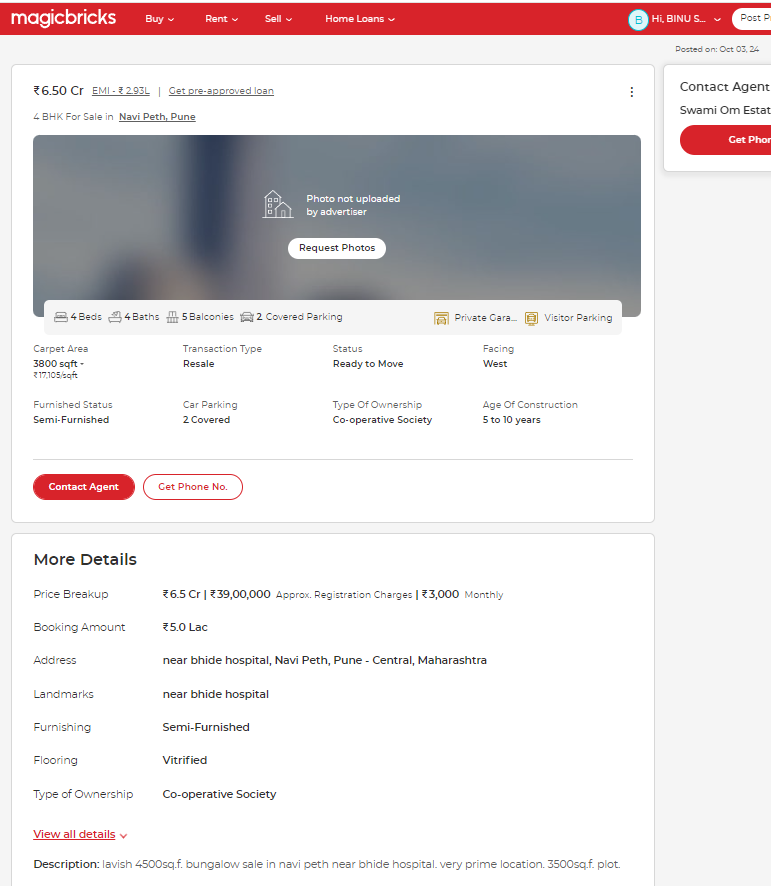 magicbricks Buy Rent Sell Home Loans B Hi, BINU S... Post
Posted on: Oct 03, 24
₹6.50 Cr EMI - ₹ 2.93L | Get pre-approved loan
4 BHK For Sale in Navi Peth, Pune
Contact Agent
Swami Om Estat
Get Phon
Photo not uploaded
by advertiser
Request Photos
4 Beds 4 Baths 5 Balconies 2 Covered Parking Private Gara... Visitor Parking
Carpet Area Transaction Type Status Facing
3800 sqft Resale Ready to Move West
₹17,105/sqft
Furnished Status Car Parking Type Of Ownership Age Of Construction
Semi-Furnished 2 Covered Co-operative Society 5 to 10 years
Contact Agent Get Phone No.
More Details
Price Breakup ₹6.5 Cr | ₹39,00,000 Approx. Registration Charges | ₹3,000 Monthly
Booking Amount ₹5.0 Lac
Address near bhide hospital, Navi Peth, Pune - Central, Maharashtra
Landmarks near bhide hospital
Furnishing Semi-Furnished
Flooring Vitrified
Type of Ownership Co-operative Society
View all details
Description: lavish 4500sq.f. bungalow sale in navi peth near bhide hospital. very prime location. 3500sq.f. plot.